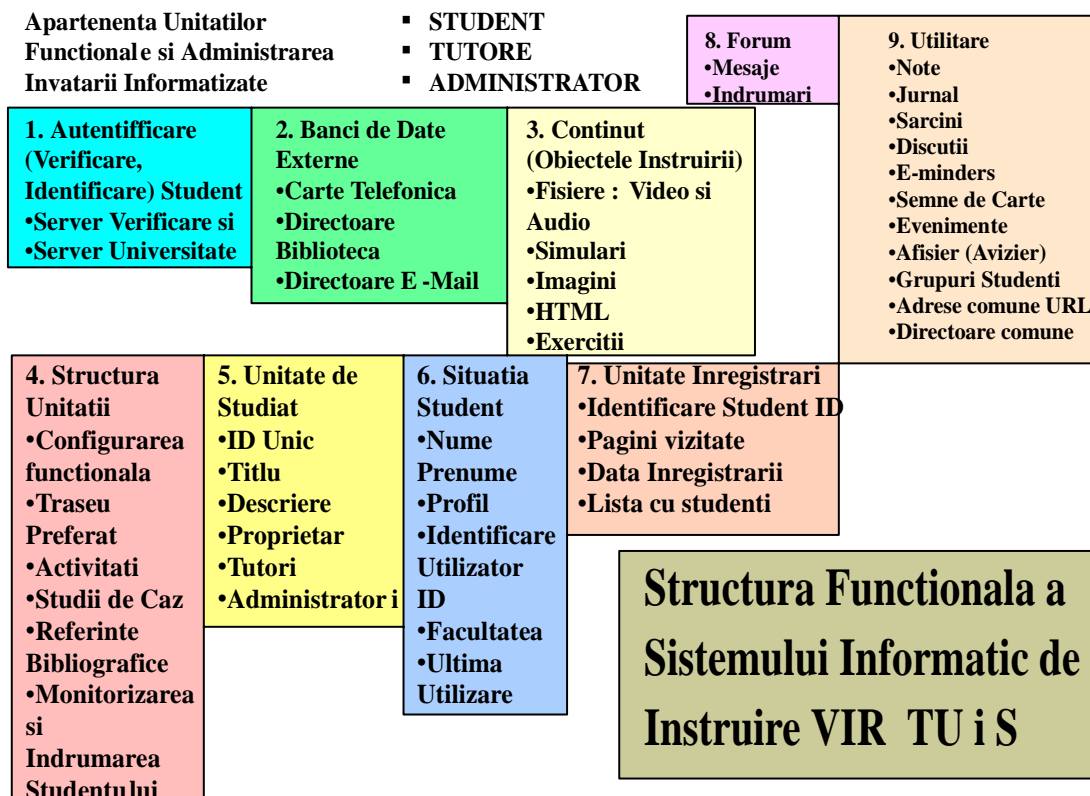 Apartenenta Unitatilor
Functionale si Administrarea
Invatarii Informatizate
▪ STUDENT
▪ TUTORE
▪ ADMINISTRATOR
8. Forum
•Mesaje
•Indrumari
9. Utilitare
•Note
•Jurnal
•Sarcini
•Discutii
•E-minders
•Semne de Carte
•Evenimente
•Afisier (Avizier)
•Grupuri Studenti
•Adrese comune URL
•Directoare comune
1. Autentifficare
(Verificare,
Identificare) Student
•Server Verificare si
•Server Universitate
2. Banci de Date
Externe
•Carte Telefonica
•Directoare
Biblioteca
•Directoare E -Mail
3. Continut
(Obiectele Instruirii)
•Fisiere : Video si
Audio
•Simulari
•Imagini
•HTML
•Exercitii
4. Structura
Unitatii
•Configurarea
functionala
•Traseu
Preferat
•Activitati
•Studii de Caz
•Referinte
Bibliografice
•Monitorizarea
si
Indrumarea
Studentului
5. Unitate de
Studiat
•ID Unic
•Titlu
•Descriere
•Proprietar
•Tutori
•Administrator i
6. Situatia
Student
•Nume
Prenume
•Profil
•Identificare
Utilizator
ID
•Facultatea
•Ultima
Utilizare
7. Unitate Inregistrari
•Identificare Student ID
•Pagini vizitate
•Data Inregistrarii
•Lista cu studenti
Structura Functionala a
Sistemului Informatic de
Instruire VIR TU i S